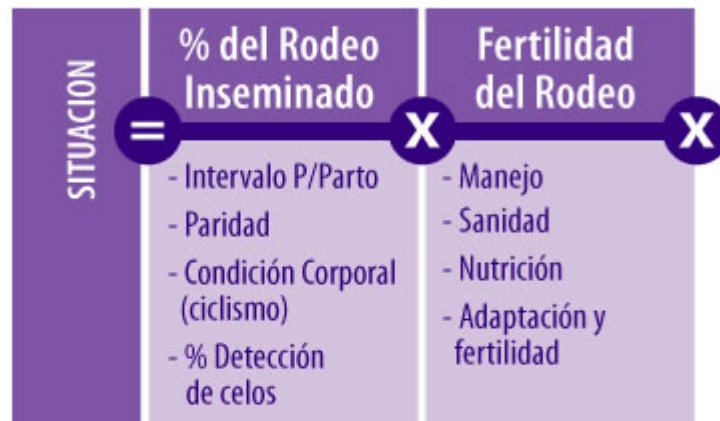 SITUACION
=
% del Rodeo
Inseminado
- Intervalo P/Parto
- Paridad
- Condición Corporal
(ciclismo)
- % Detección
de celos
X
Fertilidad
del Rodeo
- Manejo
- Sanidad
- Nutrición
- Adaptación y
fertilidad
X